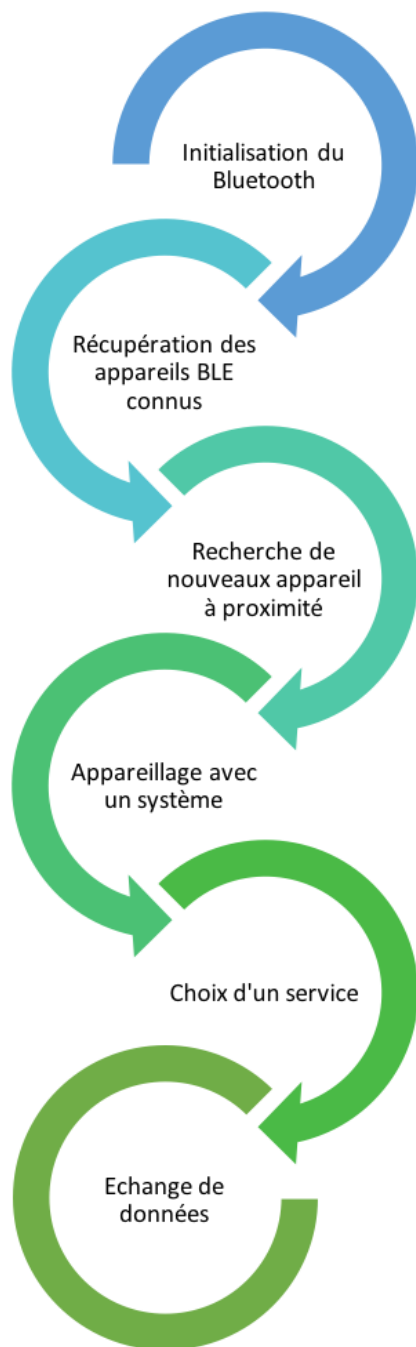 Initialisation du
Bluetooth
Récupération des
appareils BLE
connus
Recherche de
nouveaux appareil
à proximité
Appareillage avec
un système
Choix d'un service
Echange de
données